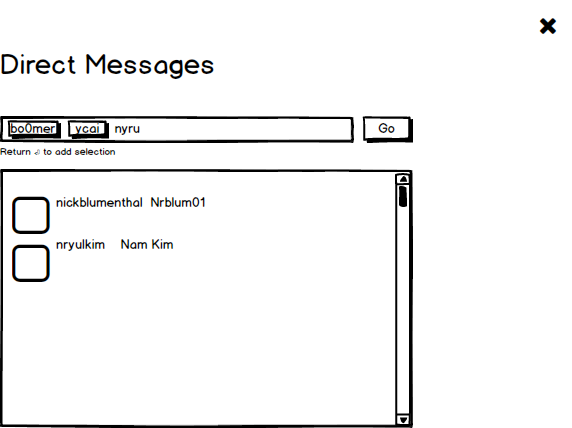 Direct Messages
bo0mer ycai nyru Go
Return ⏎ to add selection
nickblumenthal Nrblum01
nryulkim Nam Kim